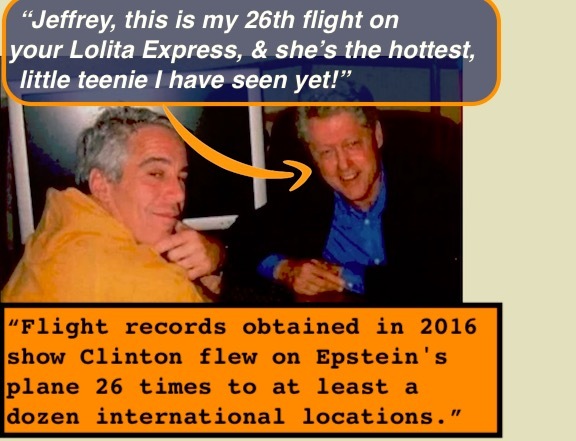 “Jeffrey, this is my 26th flight on
your Lolita Express, & she’s the hottest,
little teenie I have seen yet!”
“Flight records obtained in 2016
show Clinton flew on Epstein's
plane 26 times to at least a
dozen international locations.”